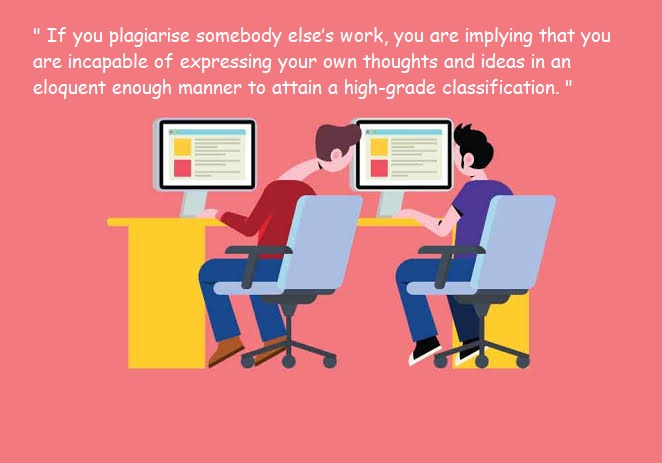 " If you plagiarise somebody else's work, you are implying that you
are incapable of expressing your own thoughts and ideas in an
eloquent enough manner to attain a high-grade classification. "